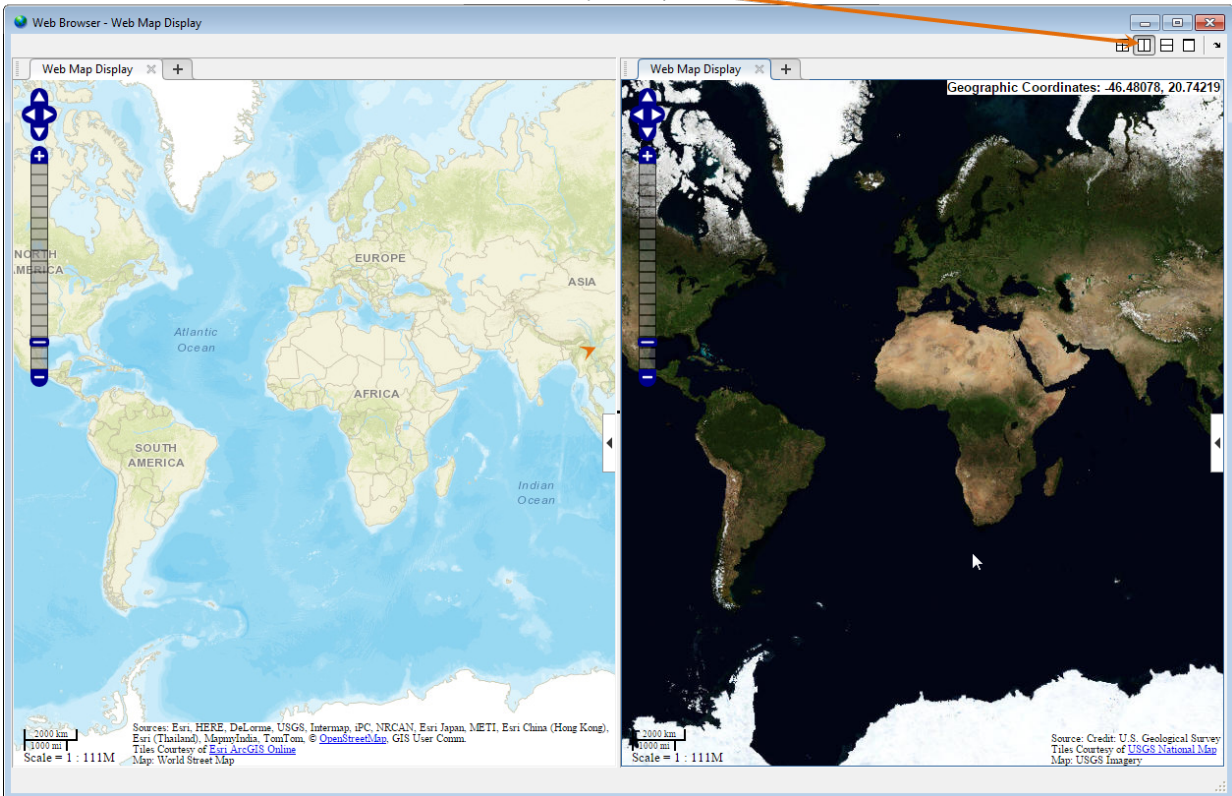 Web Browser - Web Map Display
Web Map Display
Web Map Display
Geographic Coordinates: -46.48078, 20.74219
NORTH
AMERICA
EUROPE
ASIA
Atlantic
Ocean
AFRICA
SOUTH
AMERICA
Indian
Ocean
2000 km
1000 mi
Scale = 1 : 111M
Sources: Esri, HERE, DeLorme, USGS, Intermap, iPC, NRCAN, Esri Japan, METI, Esri China (Hong Kong),
Esri (Thailand), MapmyIndia, TomTom, © OpenStreetMap, GIS User Comm.
Tiles Courtesy of Esri ArcGIS Online
Map: World Street Map
2000 km
1000 mi
Scale = 1 : 111M
Source: Credit: U.S. Geological Survey
Tiles Courtesy of USGS National Map
Map: USGS Imagery